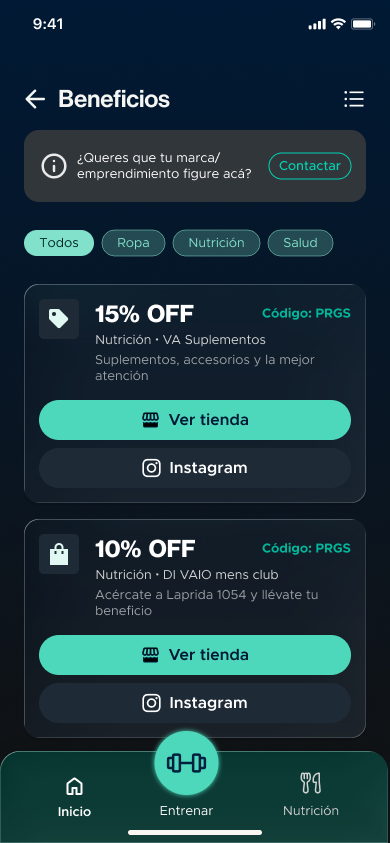 9:41
Beneficios
¿Queres que tu marca/
emprendimiento figure acá?
Contactar
Todos
Ropa
Nutrición
Salud
15% OFF
Código: PRGS
Nutrición • VA Suplementos
Suplementos, accesorios y la mejor
atención
Ver tienda
Instagram
10% OFF
Código: PRGS
Nutrición • DI VAIO mens club
Acércate a Laprida 1054 y llévate tu
beneficio
Ver tienda
Instagram
Inicio
Entrenar
Nutrición